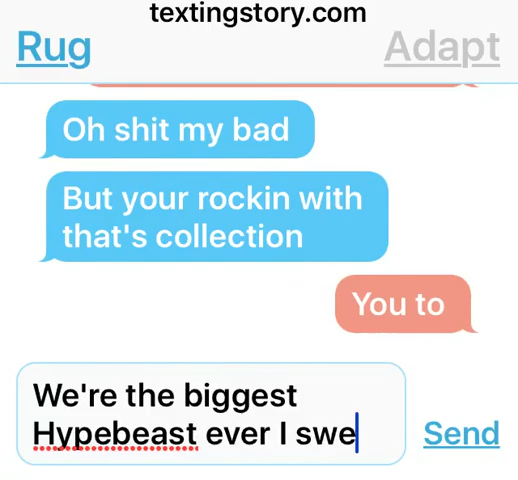 textingstory.com
Rug
Adapt
Oh shit my bad
But your rockin with
that's collection
You to
We're the biggest
Hypebeast ever I swe
Send